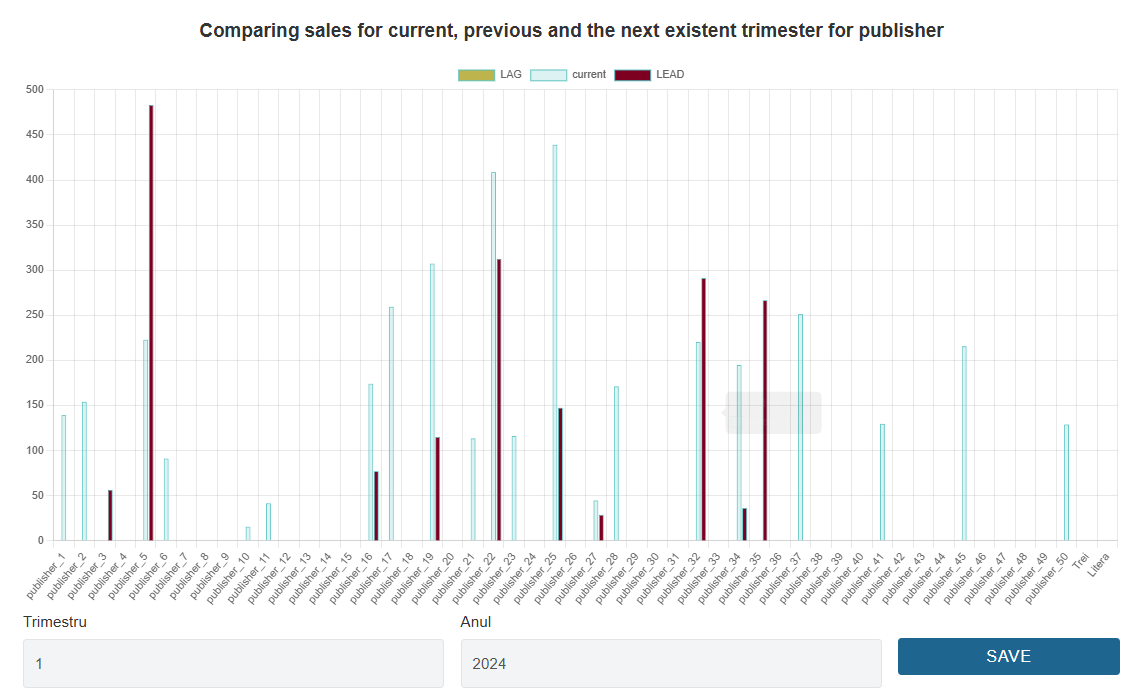 Comparing sales for current, previous and the next existent trimester for publisher
LAG current LEAD
500
450
400
350
300
250
200
150
100
50
0
publisher_1 publisher_2 publisher_3 publisher_4 publisher_5 publisher_6 publisher_7 publisher_8 publisher_9 publisher_10 publisher_11 publisher_12 publisher_13 publisher_14 publisher_15 publisher_16 publisher_17 publisher_18 publisher_19 publisher_20 publisher_21 publisher_22 publisher_23 publisher_24 publisher_25 publisher_26 publisher_27 publisher_28 publisher_29 publisher_30 publisher_31 publisher_32 publisher_33 publisher_34 publisher_35 publisher_36 publisher_37 publisher_38 publisher_39 publisher_40 publisher_41 publisher_42 publisher_43 publisher_44 publisher_45 publisher_46 publisher_47 publisher_48 publisher_49 publisher_50 Trei Litera
Trimestru Anul
1 2024 SAVE